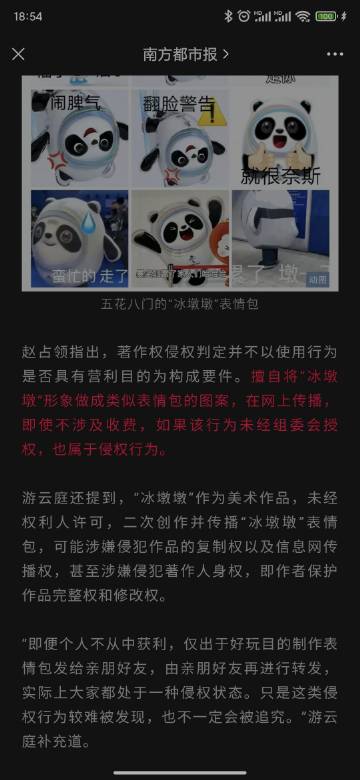 18:54
HD
HD
100
南方都市报 >
闹脾气
翻脸警告
就很奈斯
蛮忙的 走了
累了 墩一
动图
五花八门的“冰墩墩”表情包
赵占领指出，著作权侵权判定并不以使用行为
是否具有营利目的为构成要件。擅自将“冰墩
墩”形象做成类似表情包的图案，在网上传播，
即使不涉及收费，如果该行为未经组委会授
权，也属于侵权行为。
游云庭还提到，“冰墩墩”作为美术作品，未经
权利人许可，二次创作并传播“冰墩墩”表情
包，可能涉嫌侵犯作品的复制权以及信息网传
播权，甚至涉嫌侵犯著作人身权，即作者保护
作品完整权和修改权。
“即便个人不从中获利，仅出于好玩目的制作表
情包发给亲朋好友，由亲朋好友再进行转发，
实际上大家都处于一种侵权状态。只是这类侵
权行为较难被发现，也不一定会被追究。”游云
庭补充道。